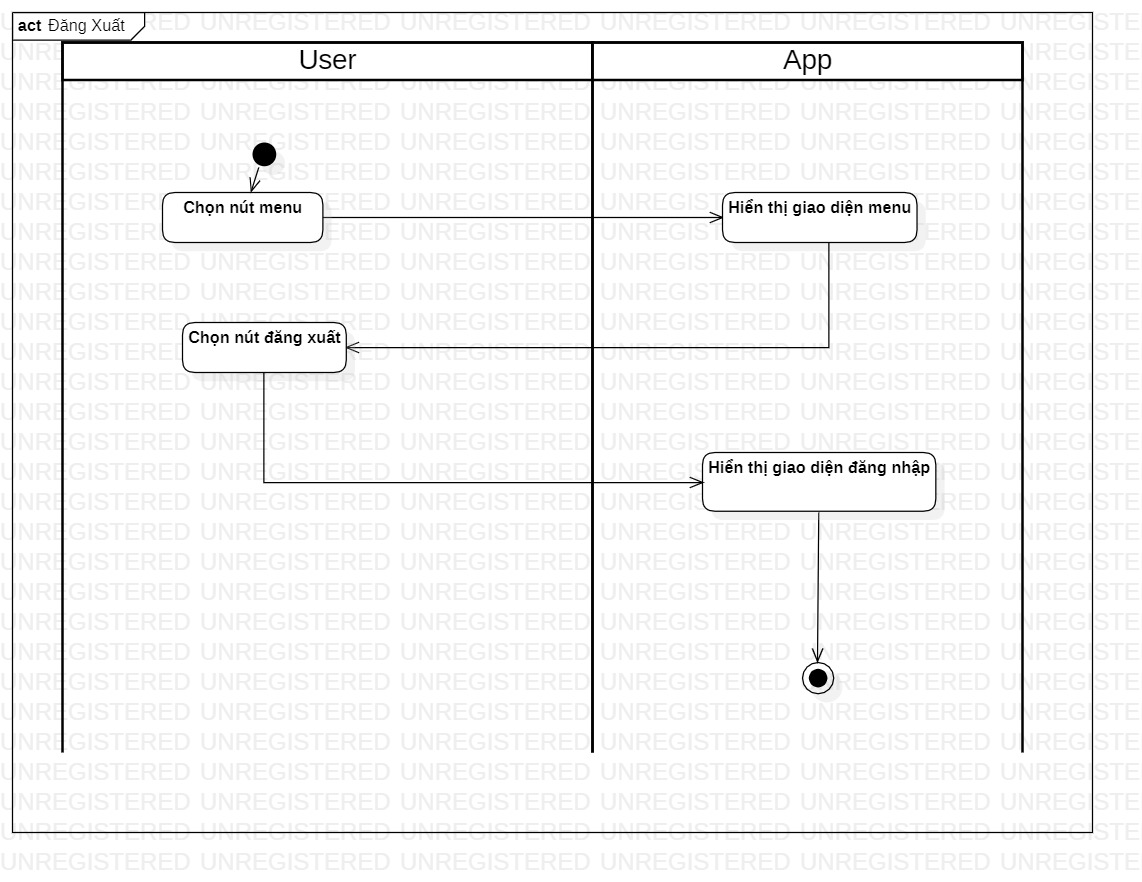 act Đăng Xuất
User
App
Chọn nút menu
Hiển thị giao diện menu
Chọn nút đăng xuất
Hiển thị giao diện đăng nhập
UNREGISTERED